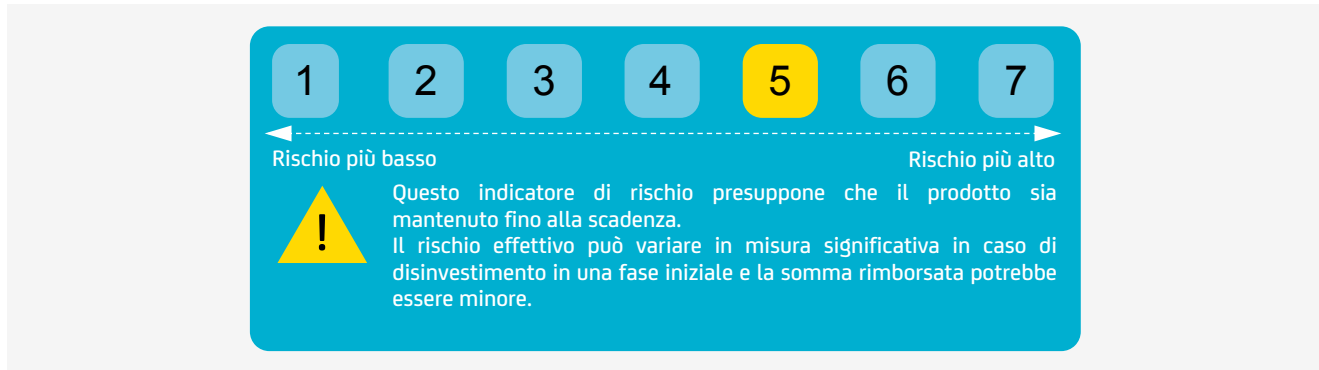 1 2 3 4 5 6 7
Rischio più basso Rischio più alto
Questo indicatore di rischio presuppone che il prodotto sia
mantenuto fino alla scadenza.
Il rischio effettivo può variare in misura significativa in caso di
disinvestimento in una fase iniziale e la somma rimborsata potrebbe
essere minore.
!